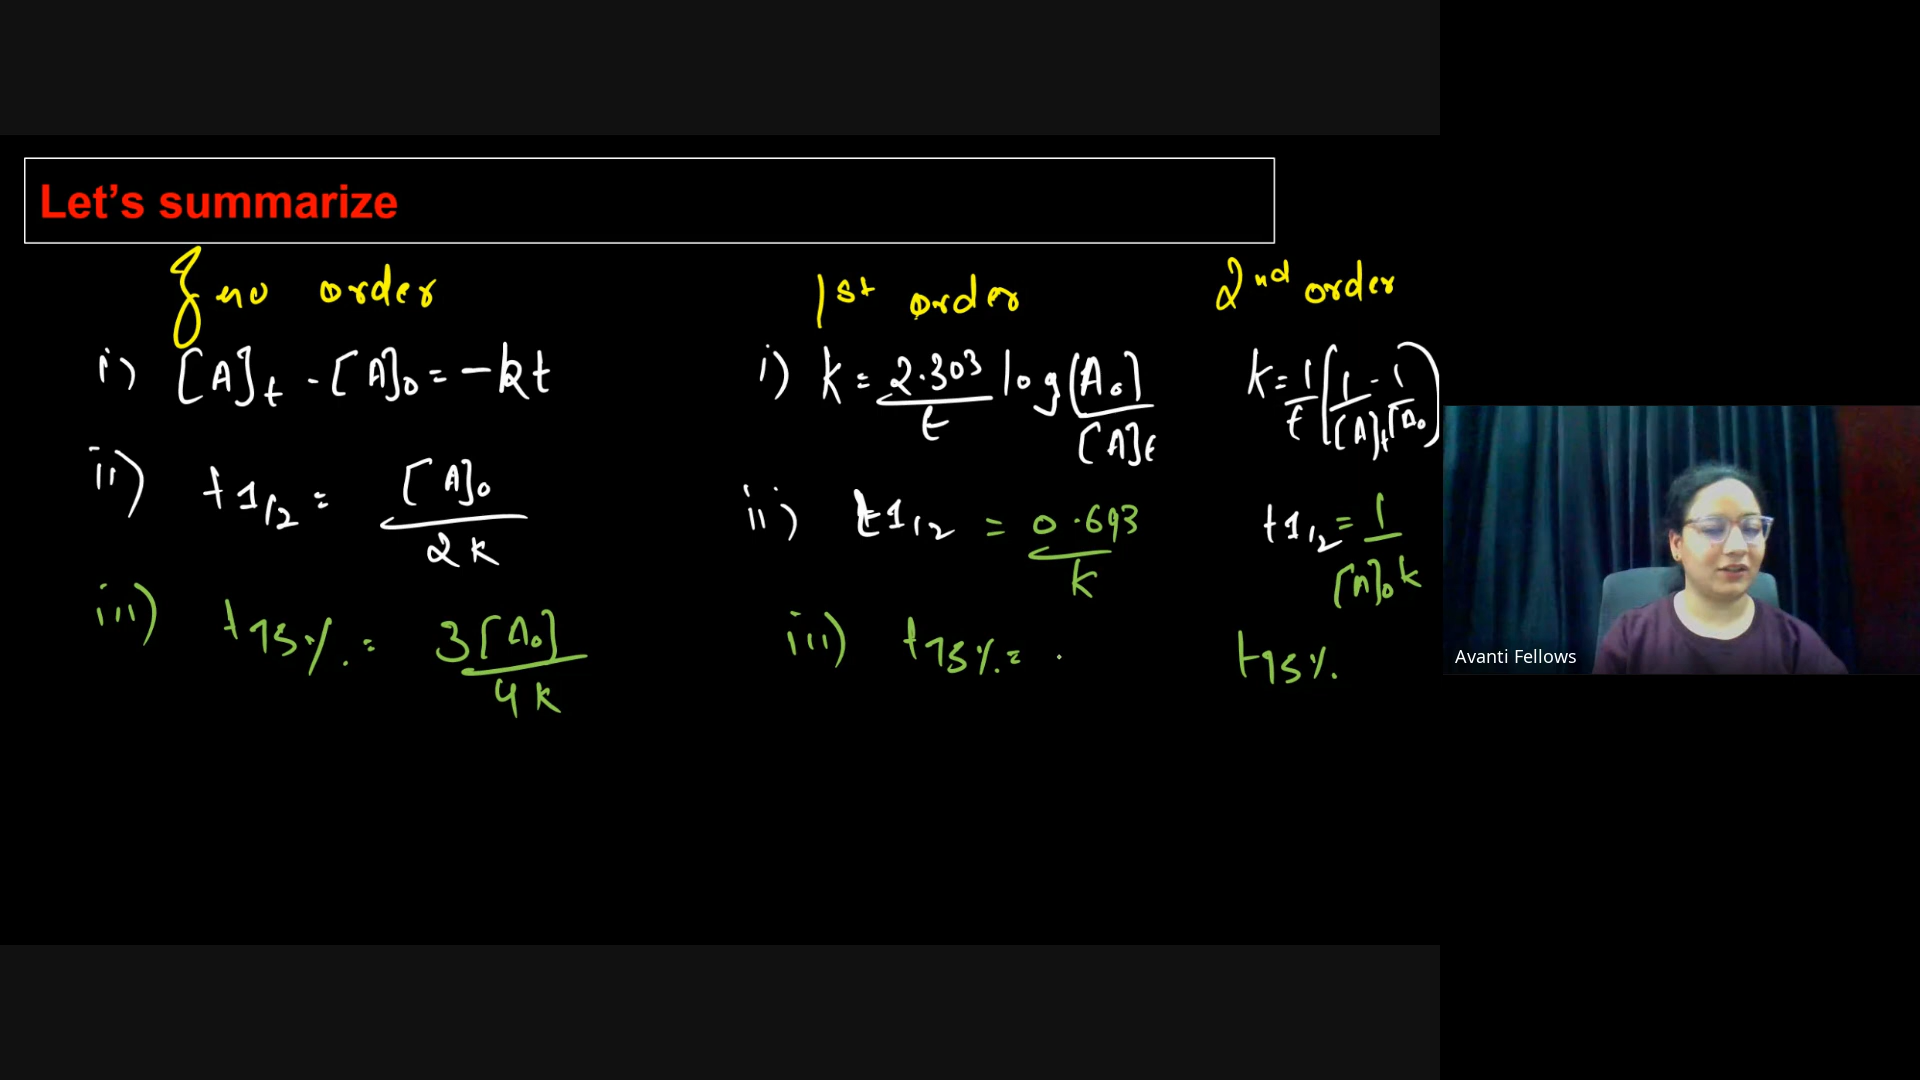 Let's summarize
Zero order
i) [A]t - [A]0 = -kt
ii) t1/2 = [A]0 / 2k
iii) t75% = 3[A0] / 4k
1st order
i) k = 2.303/t log [A0] / [A]t
ii) t1/2 = 0.693 / k
iii) t75% = .
2nd order
k = 1/t (1/[A]t - 1/[A0])
t1/2 = 1 / [A]0 k
t75%
Avanti Fellows